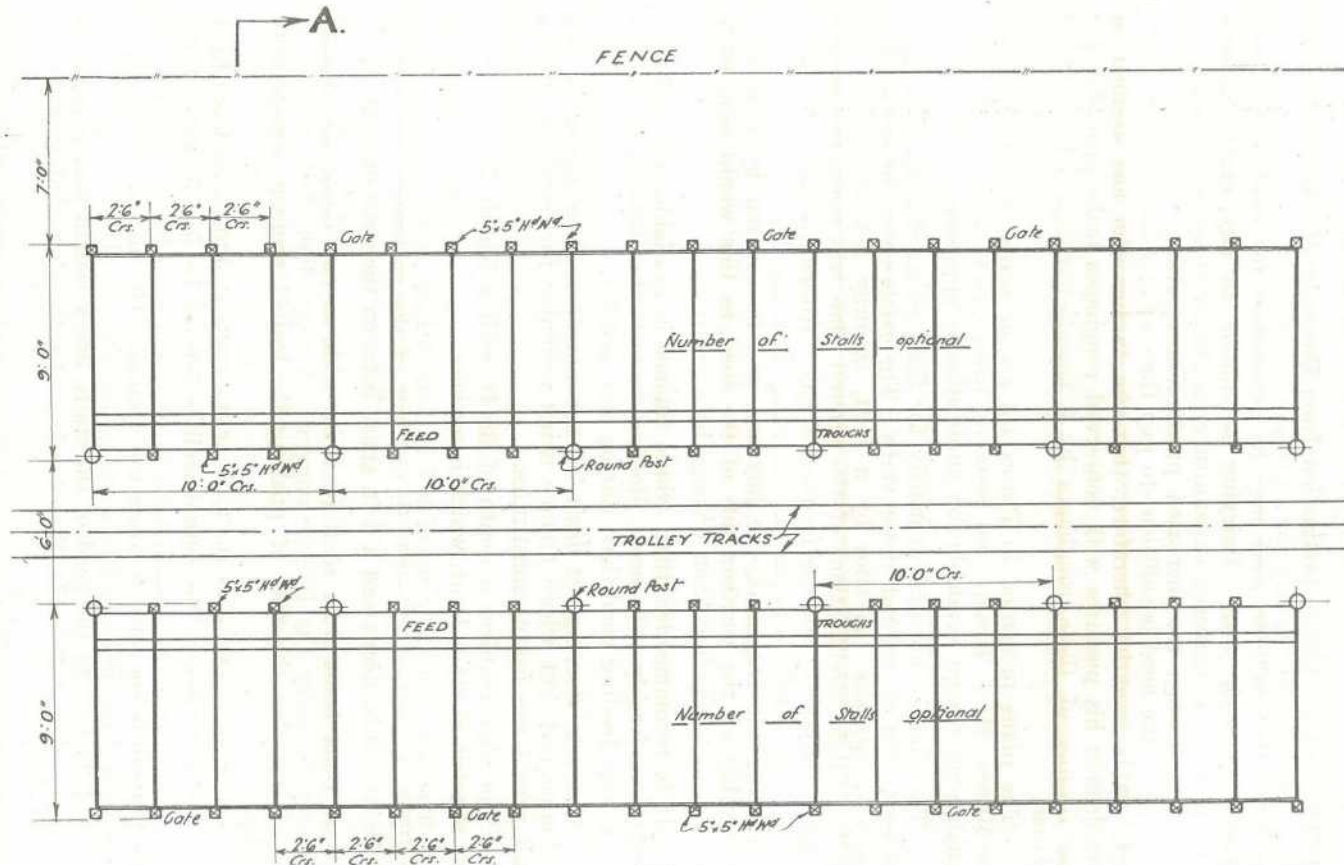 A.
FENCE
7'0"
2'6" Crs.
2'6" Crs.
2'6" Crs.
Gate
5"x5" Hd Wd
Gate
Gate
9'0"
Number of Stalls optional
FEED
TROUGHS
5"x5" Hd Wd
Round Post
10'0" Crs.
10'0" Crs.
6'0"
TROLLEY TRACKS
5"x5" Hd Wd
Round Post
10'0" Crs.
FEED
TROUGHS
9'0"
Number of Stalls optional
Gate
Gate
5"x5" Hd Wd
Gate
2'6" Crs.
2'6" Crs.
2'6" Crs.
2'6" Crs.